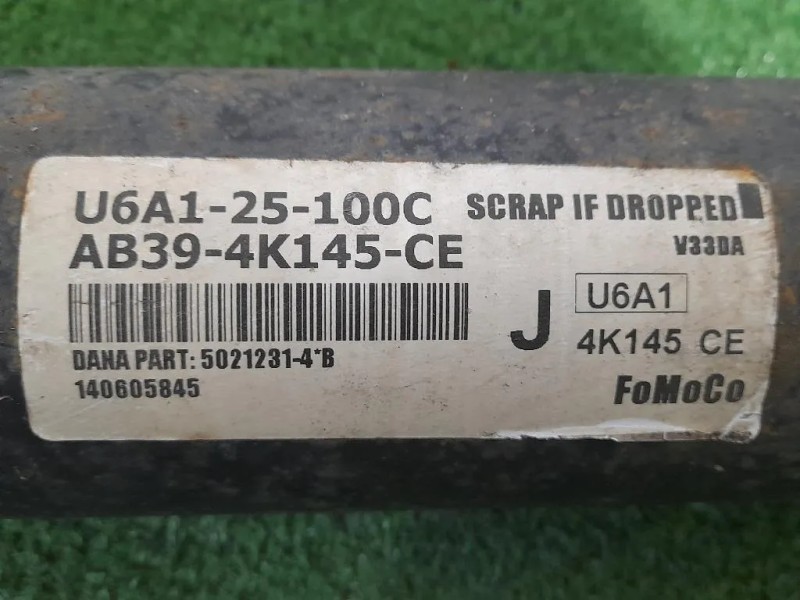 U6A1-25-100C SCRAP IF DROPPED
AB39-4K145-CE V33DA
J U6A1
4K145 CE
DANA PART: 5021231-4*B
140605845 FoMoCo